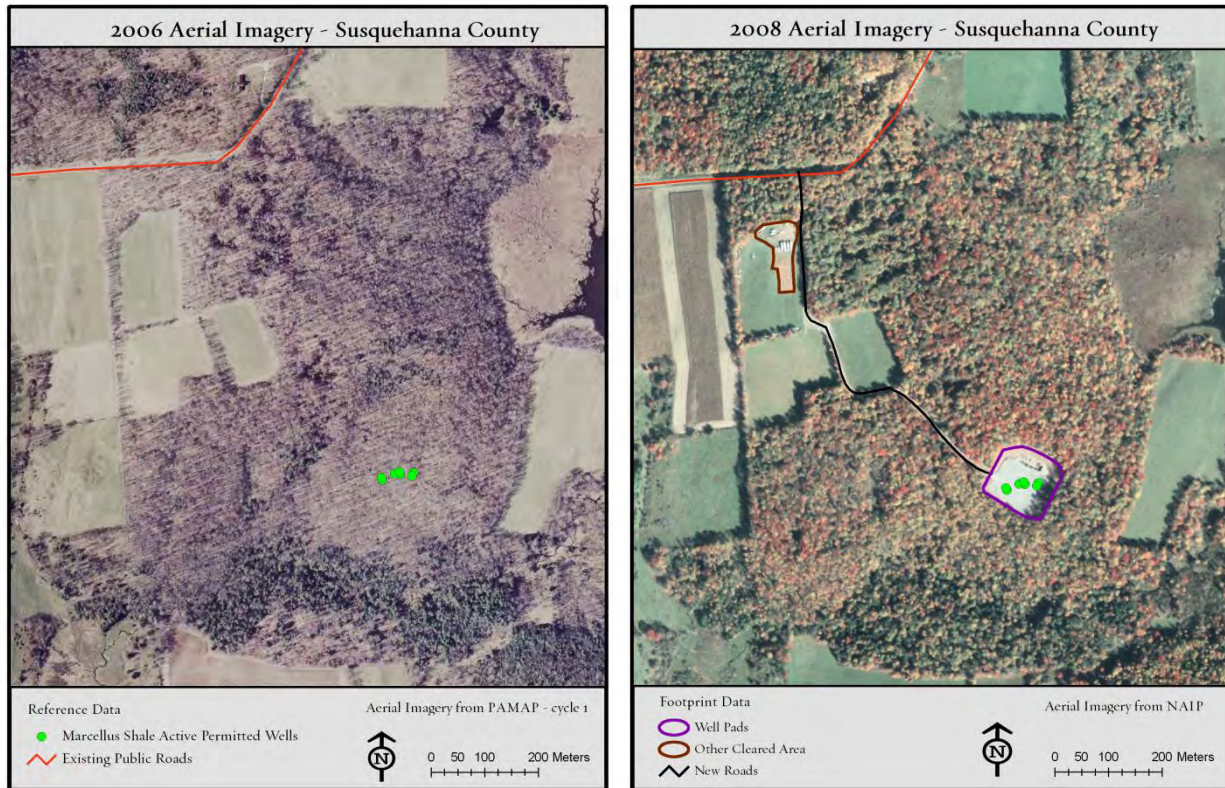 2006 Aerial Imagery - Susquehanna County
Reference Data
Aerial Imagery from PAMAP - cycle 1
Marcellus Shale Active Permitted Wells
Existing Public Roads
N
0 50 100 200 Meters
2008 Aerial Imagery - Susquehanna County
Footprint Data
Aerial Imagery from NAIP
Well Pads
Other Cleared Area
New Roads
N
0 50 100 200 Meters